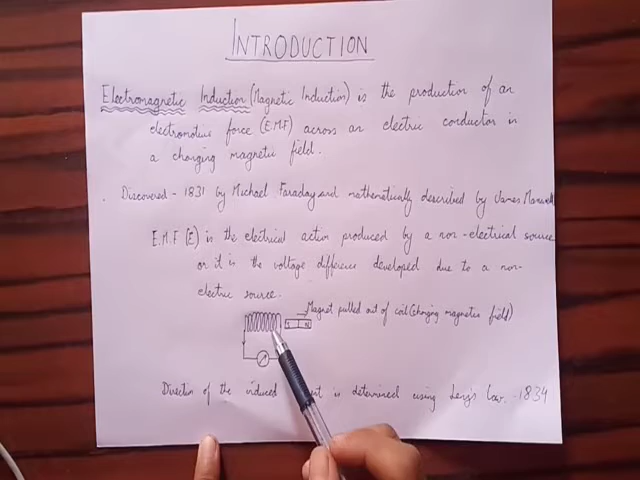 INTRODUCTION
Electromagnetic Induction (Magnetic Induction) is the production of an
electromotive force (E.M.F) across an electric conductor in
a changing magnetic field.
Discovered - 1831 by Michael Faraday and mathematically described by James Maxwell
E.M.F (E) is the electrical action produced by a non-electrical source
or it is the voltage difference developed due to a non-
electric source.
Magnet pulled out of coil (Changing magnetic field)
Direction of the induced is determined using Lenz's law. - 1834